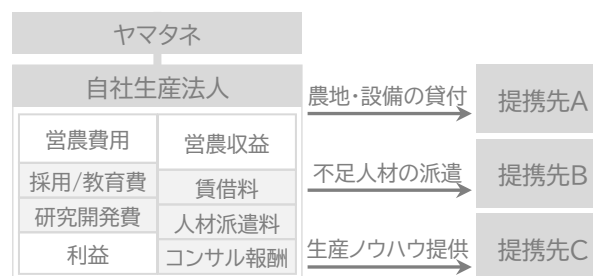 ヤマタネ
自社生産法人
営農費用
採用/教育費
研究開発費
利益
営農収益
賃借料
人材派遣料
コンサル報酬
農地・設備の貸付
提携先A
不足人材の派遣
提携先B
生産ノウハウ提供
提携先C